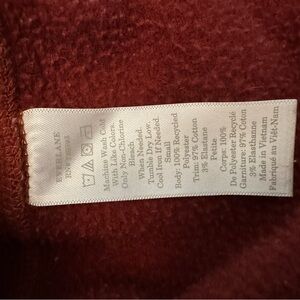 EVERLANE
Machine Wash Cold
With Like Colors.
Only Non-Chlorine
Bleach
When Needed.
Tumble Dry Low.
Cool Iron If Needed.
Small
Body: 100% Recycled
Polyester
Trim: 97% Cotton
3% Elastane
Petite
Corps: 100%
De Polyester Recyclé
Garniture: 97% Coton
3% Elasthanne
Made in Vietnam
Fabriqué au Viêt-Nam